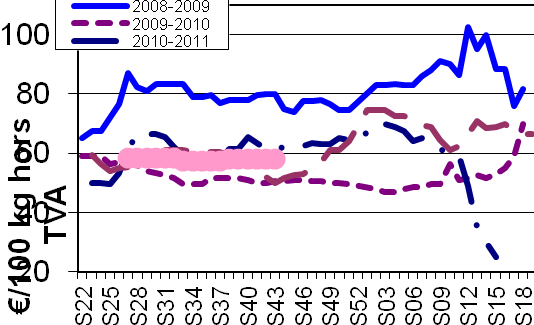 2008-2009
2009-2010
2010-2011
€/100 kg hors
TVA
100
80
60
40
20
S22
S25
S28
S31
S34
S37
S40
S43
S46
S49
S52
S03
S06
S09
S12
S15
S18